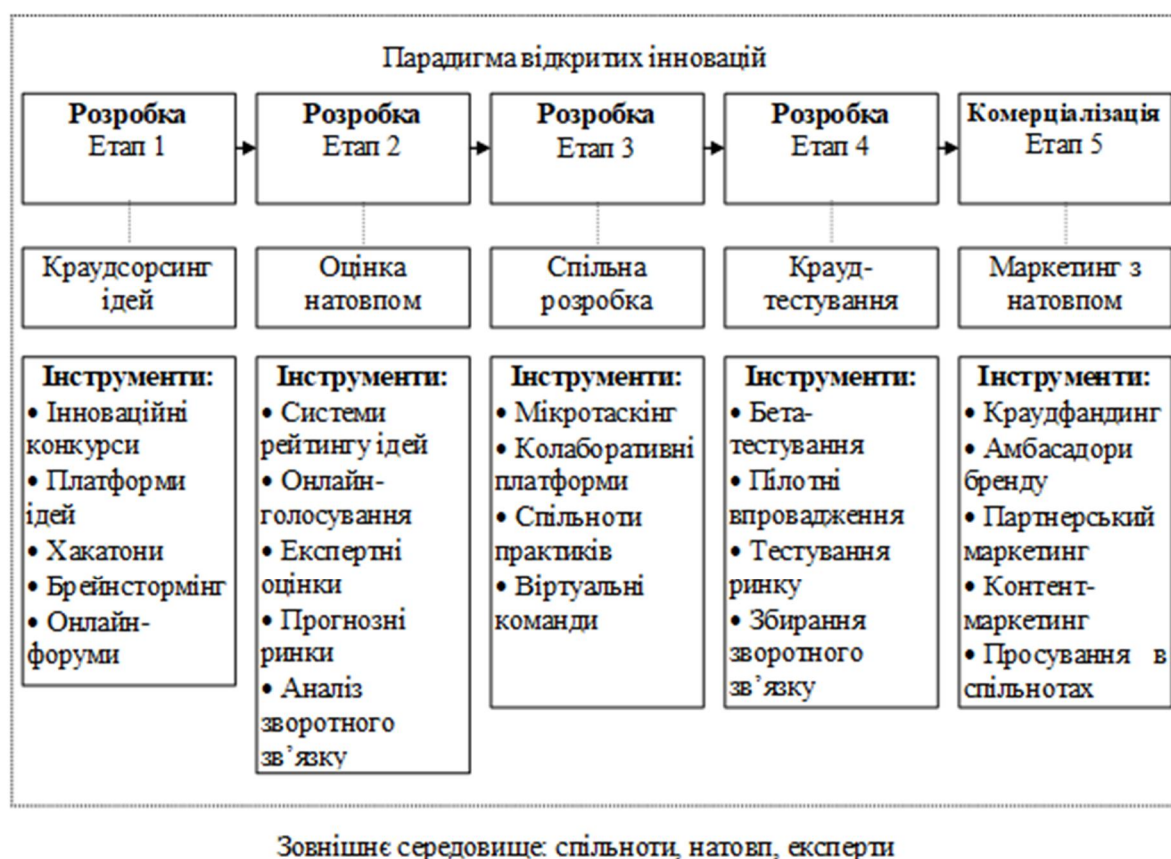 Парадигма відкритих інновацій
Розробка
Етап 1
Розробка
Етап 2
Розробка
Етап 3
Розробка
Етап 4
Комерціалізація
Етап 5
Краудсорсинг
ідей
Оцінка
натовпом
Спільна
розробка
Крауд-
тестування
Маркетинг з
натовпом
Інструменти:
• Інноваційні
конкурси
• Платформи
ідей
• Хакатони
• Брейнстормінг
• Онлайн-
форуми
Інструменти:
• Системи
рейтингу ідей
• Онлайн-
голосування
• Експертні
оцінки
• Прогнозні
ринки
• Аналіз
зворотного
зв’язку
Інструменти:
• Мікротаскінг
• Колаборативні
платформи
• Спільноти
практиків
• Віртуальні
команди
Інструменти:
• Бета-
тестування
• Пілотні
впровадження
• Тестування
ринку
• Збирання
зворотного
зв’язку
Інструменти:
• Краудфандинг
• Амбасадори
бренду
• Партнерський
маркетинг
• Контент-
маркетинг
• Просування в
спільнотах
Зовнішнє середовище: спільноти, натовп, експерти